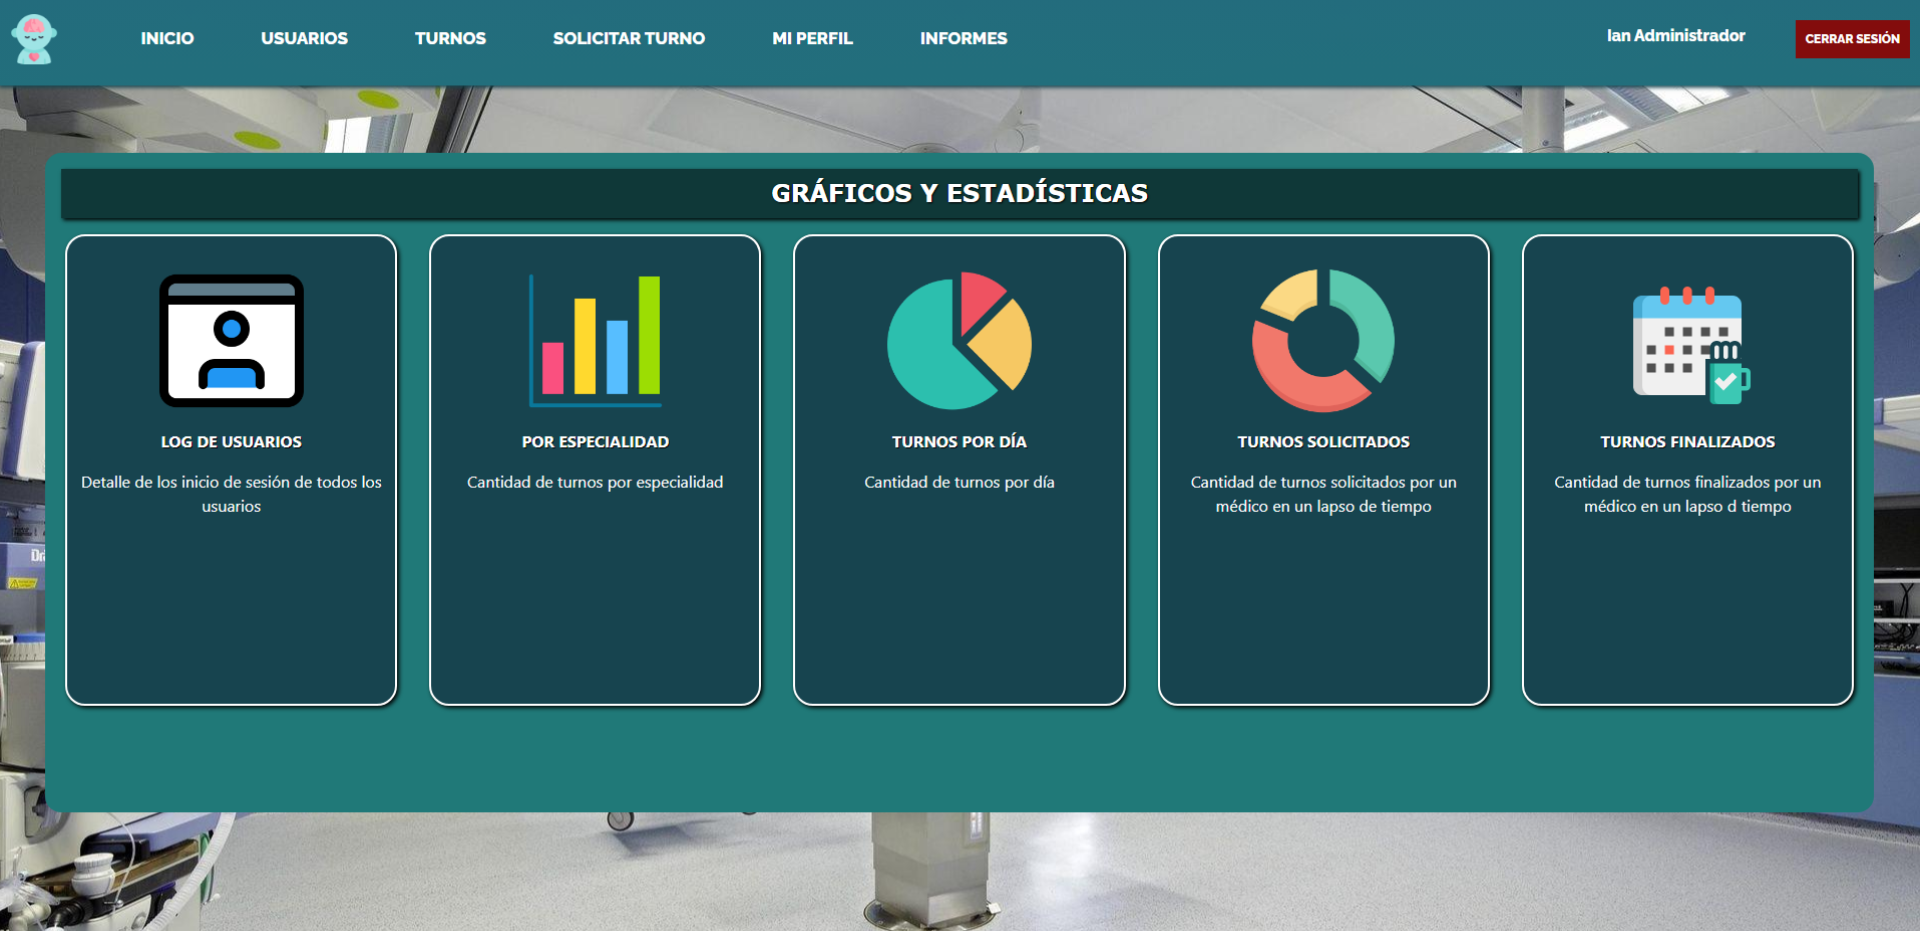 INICIO USUARIOS TURNOS SOLICITAR TURNO MI PERFIL INFORMES Ian Administrador CERRAR SESIÓN
GRÁFICOS Y ESTADÍSTICAS
LOG DE USUARIOS
Detalle de los inicio de sesión de todos los
usuarios
POR ESPECIALIDAD
Cantidad de turnos por especialidad
TURNOS POR DÍA
Cantidad de turnos por día
TURNOS SOLICITADOS
Cantidad de turnos solicitados por un
médico en un lapso de tiempo
TURNOS FINALIZADOS
Cantidad de turnos finalizados por un
médico en un lapso d tiempo